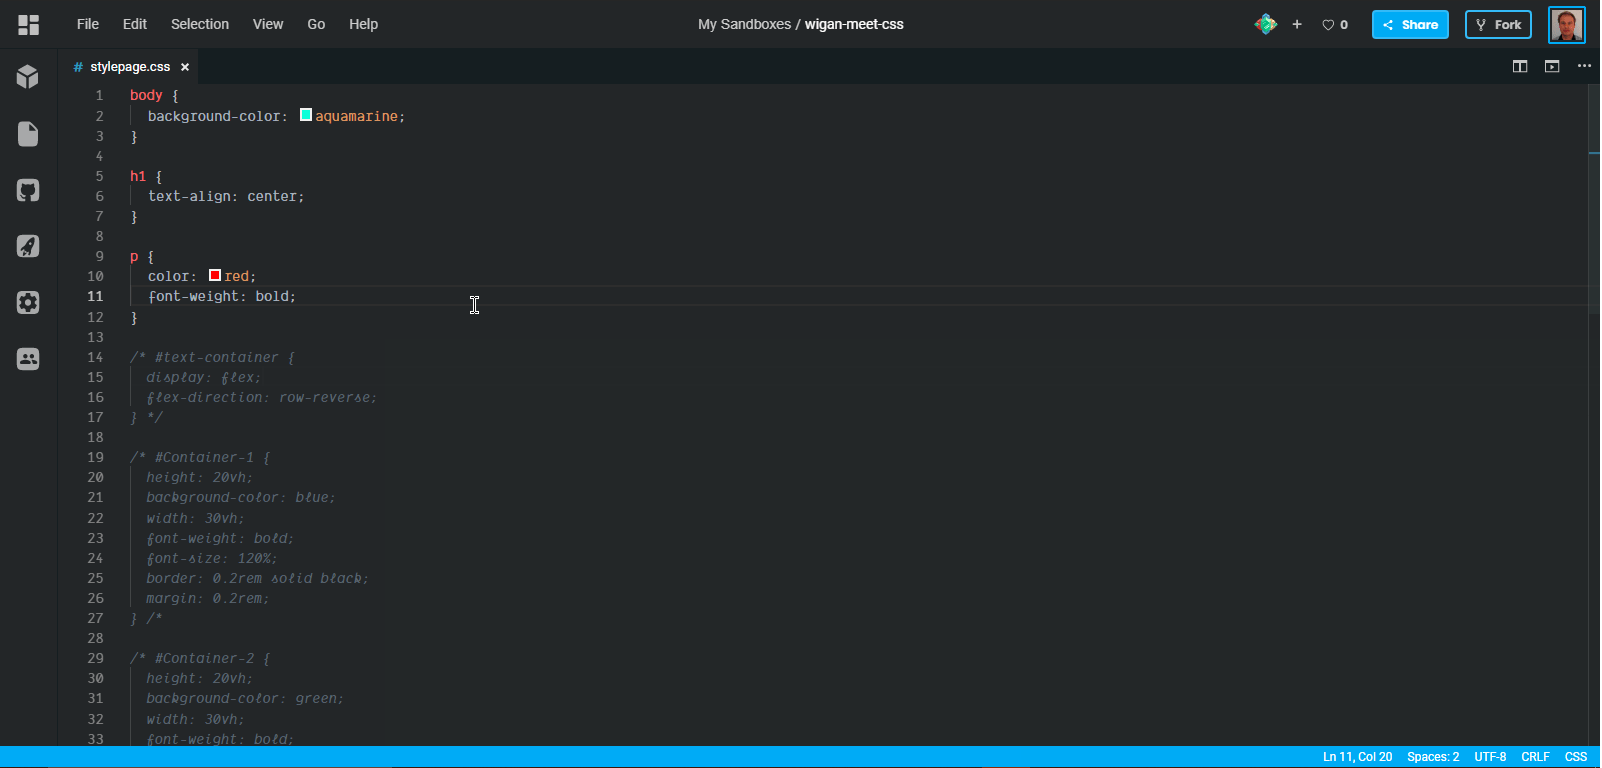 File Edit Selection View Go Help My Sandboxes / wigan-meet-css + 0 Share Fork
# stylepage.css ×
1 body {
2 background-color: aquamarine;
3 }
4
5 h1 {
6 text-align: center;
7 }
8
9 p {
10 color: red;
11 font-weight: bold;
12 }
13
14 /* #text-container {
15 display: flex;
16 flex-direction: row-reverse;
17 } */
18
19 /* #Container-1 {
20 height: 20vh;
21 background-color: blue;
22 width: 30vh;
23 font-weight: bold;
24 font-size: 120%;
25 border: 0.2rem solid black;
26 margin: 0.2rem;
27 } /*
28
29 /* #Container-2 {
30 height: 20vh;
31 background-color: green;
32 width: 30vh;
33 font-weight: bold;
Ln 11, Col 20 Spaces: 2 UTF-8 CRLF CSS